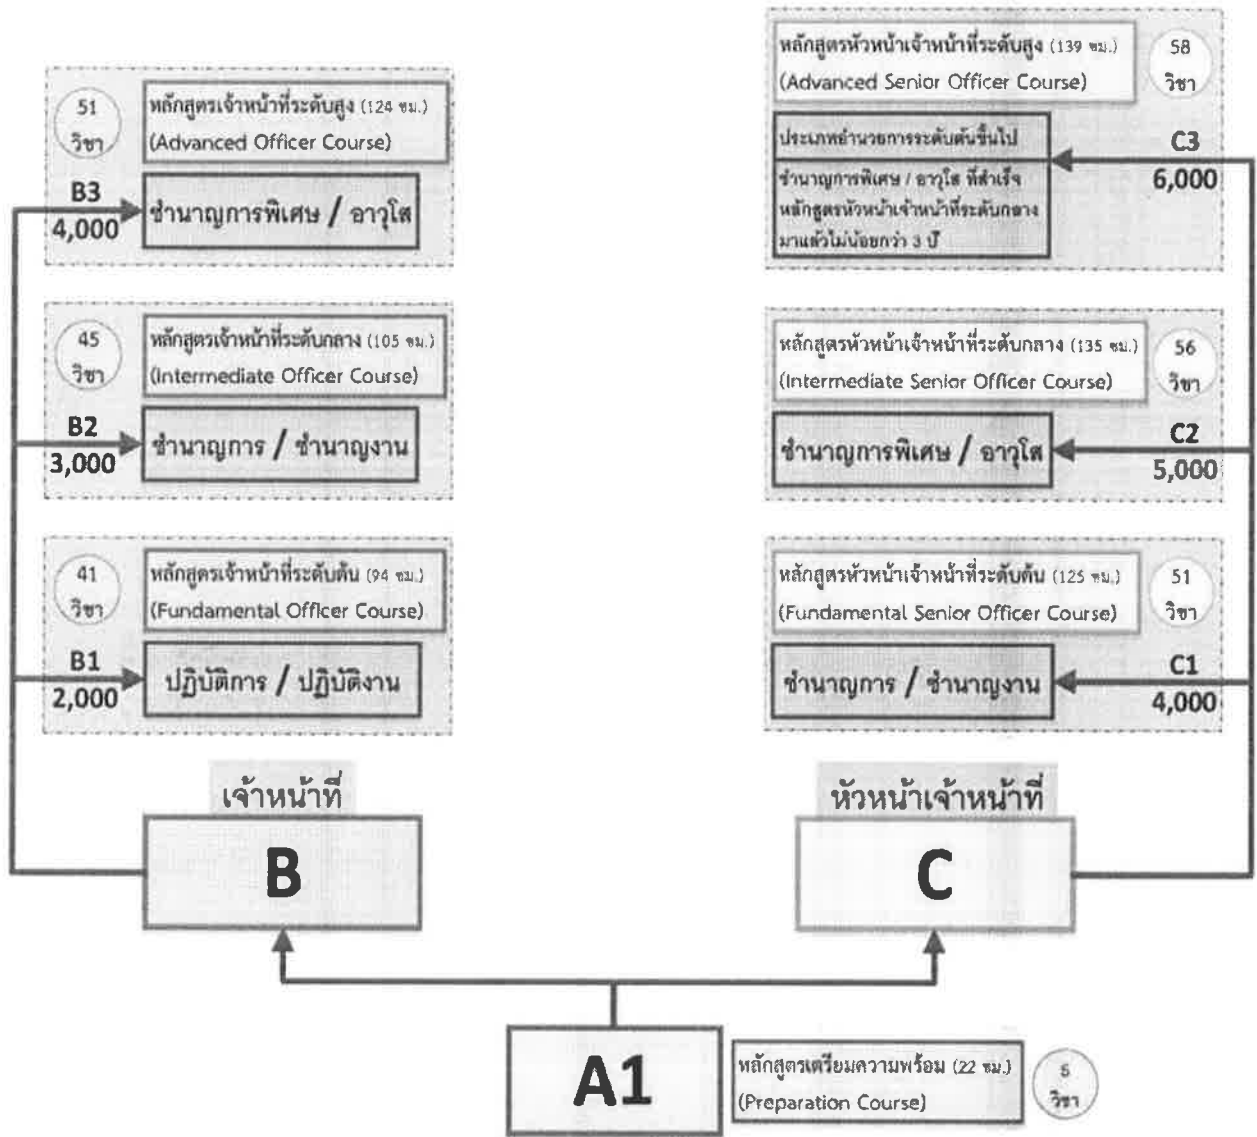 51
วิชา
หลักสูตรเจ้าหน้าที่ระดับสูง (124 ชม.)
(Advanced Officer Course)
B3
4,000
ชำนาญการพิเศษ / อาวุโส
45
วิชา
หลักสูตรเจ้าหน้าที่ระดับกลาง (105 ชม.)
(Intermediate Officer Course)
B2
3,000
ชำนาญการ / ชำนาญงาน
41
วิชา
หลักสูตรเจ้าหน้าที่ระดับต้น (94 ชม.)
(Fundamental Officer Course)
B1
2,000
ปฏิบัติการ / ปฏิบัติงาน
เจ้าหน้าที่
B
หลักสูตรหัวหน้าเจ้าหน้าที่ระดับสูง (139 ชม.)
(Advanced Senior Officer Course)
58
วิชา
ประเภทอำนวยการระดับต้นขึ้นไป
ชำนาญการพิเศษ / อาวุโส ที่สำเร็จ
หลักสูตรหัวหน้าเจ้าหน้าที่ระดับกลาง
มาแล้วไม่น้อยกว่า 3 ปี
C3
6,000
หลักสูตรหัวหน้าเจ้าหน้าที่ระดับกลาง (135 ชม.)
(Intermediate Senior Officer Course)
56
วิชา
ชำนาญการพิเศษ / อาวุโส
C2
5,000
หลักสูตรหัวหน้าเจ้าหน้าที่ระดับต้น (125 ชม.)
(Fundamental Senior Officer Course)
51
วิชา
ชำนาญการ / ชำนาญงาน
C1
4,000
หัวหน้าเจ้าหน้าที่
C
A1
หลักสูตรเตรียมความพร้อม (22 ชม.)
(Preparation Course)
5
วิชา